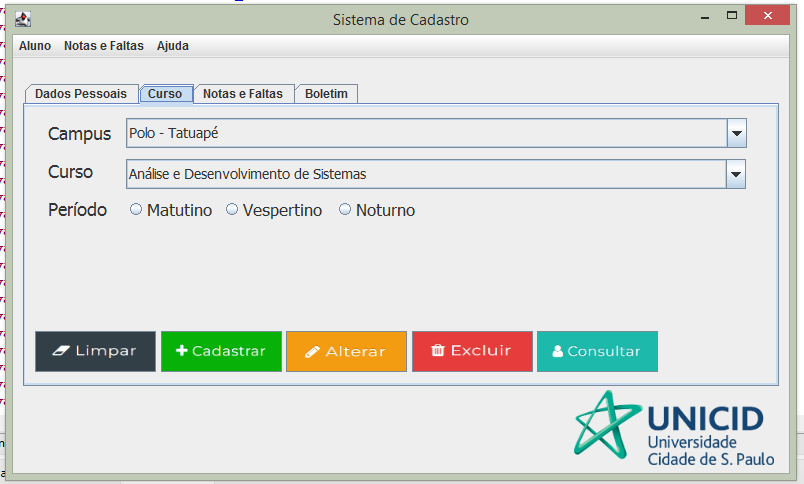 Sistema de Cadastro
Aluno Notas e Faltas Ajuda
Dados Pessoais Curso Notas e Faltas Boletim
Campus Polo - Tatuapé
Curso Análise e Desenvolvimento de Sistemas
Período Matutino Vespertino Noturno
Limpar Cadastrar Alterar Excluir Consultar
UNICID
Universidade
Cidade de S. Paulo